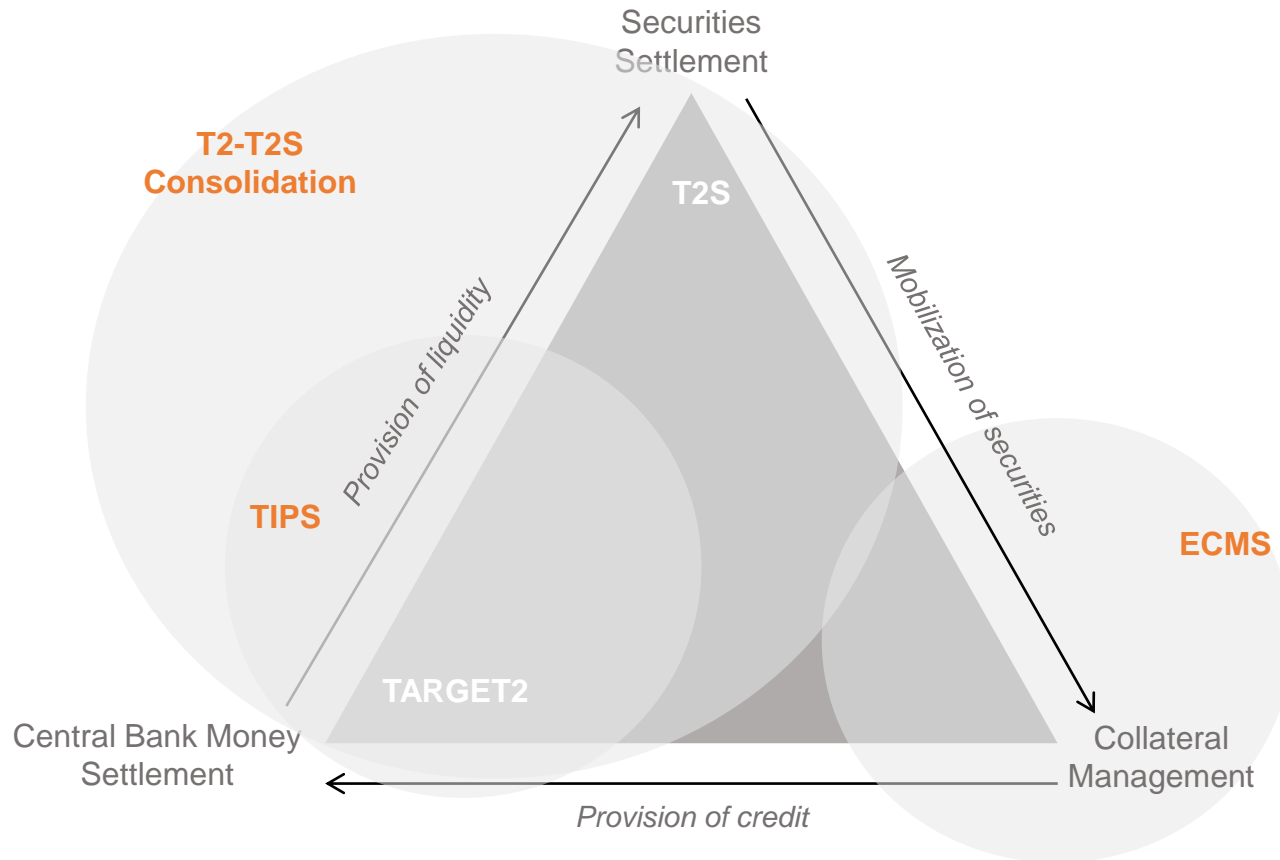 Securities
Settlement
T2-T2S
Consolidation
T2S
Provision of liquidity
Mobilization of securities
TIPS
ECMS
TARGET2
Central Bank Money
Settlement
Collateral
Management
Provision of credit